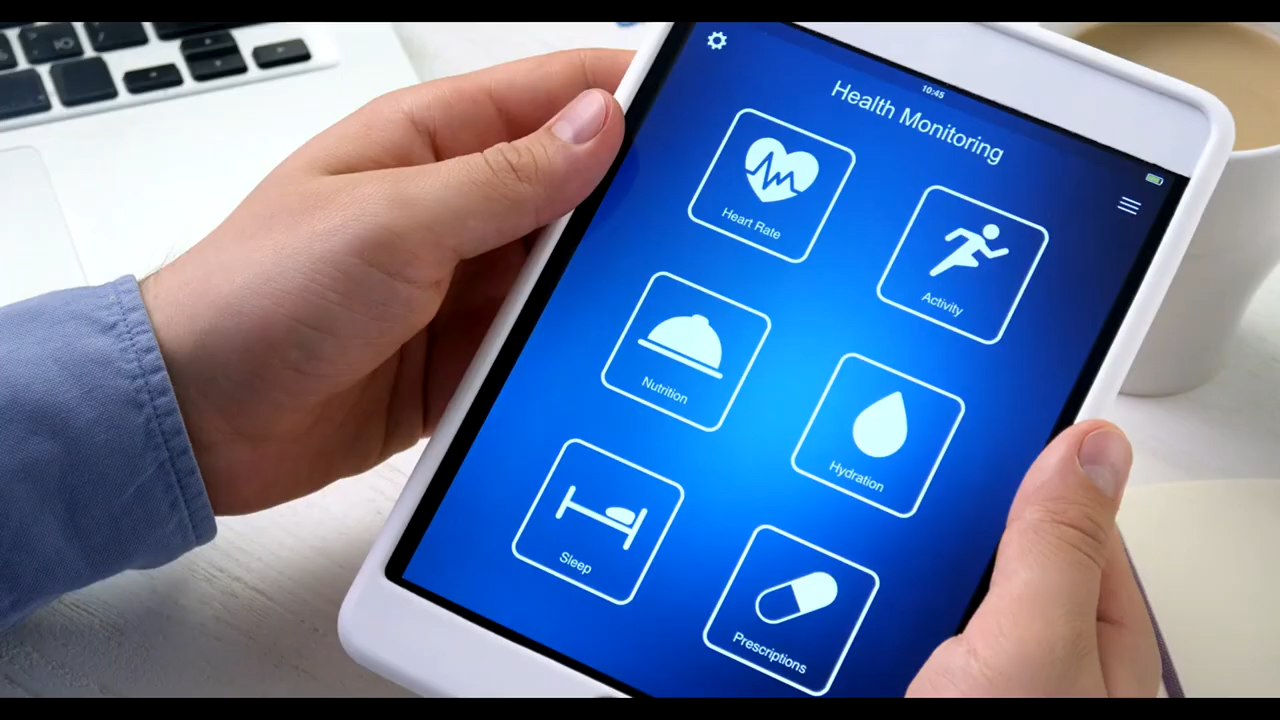 10:45
Health Monitoring
Heart Rate
Activity
Nutrition
Hydration
Sleep
Prescriptions